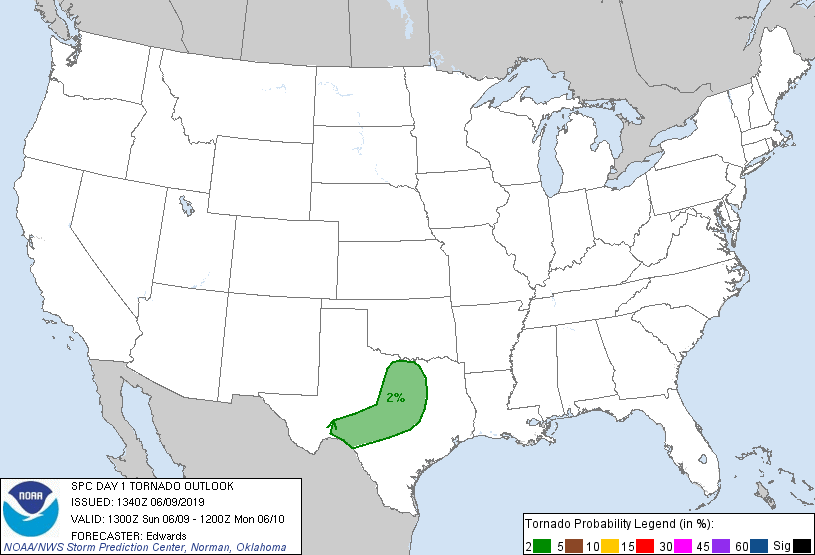 2%
SPC DAY 1 TORNADO OUTLOOK
ISSUED: 1340Z 06/09/2019
VALID: 1300Z Sun 06/09 - 1200Z Mon 06/10
FORECASTER: Edwards
NOAA/NWS Storm Prediction Center, Norman, Oklahoma
NOAA
Tornado Probability Legend (in %):
2 5 10 15 30 45 60 Sig